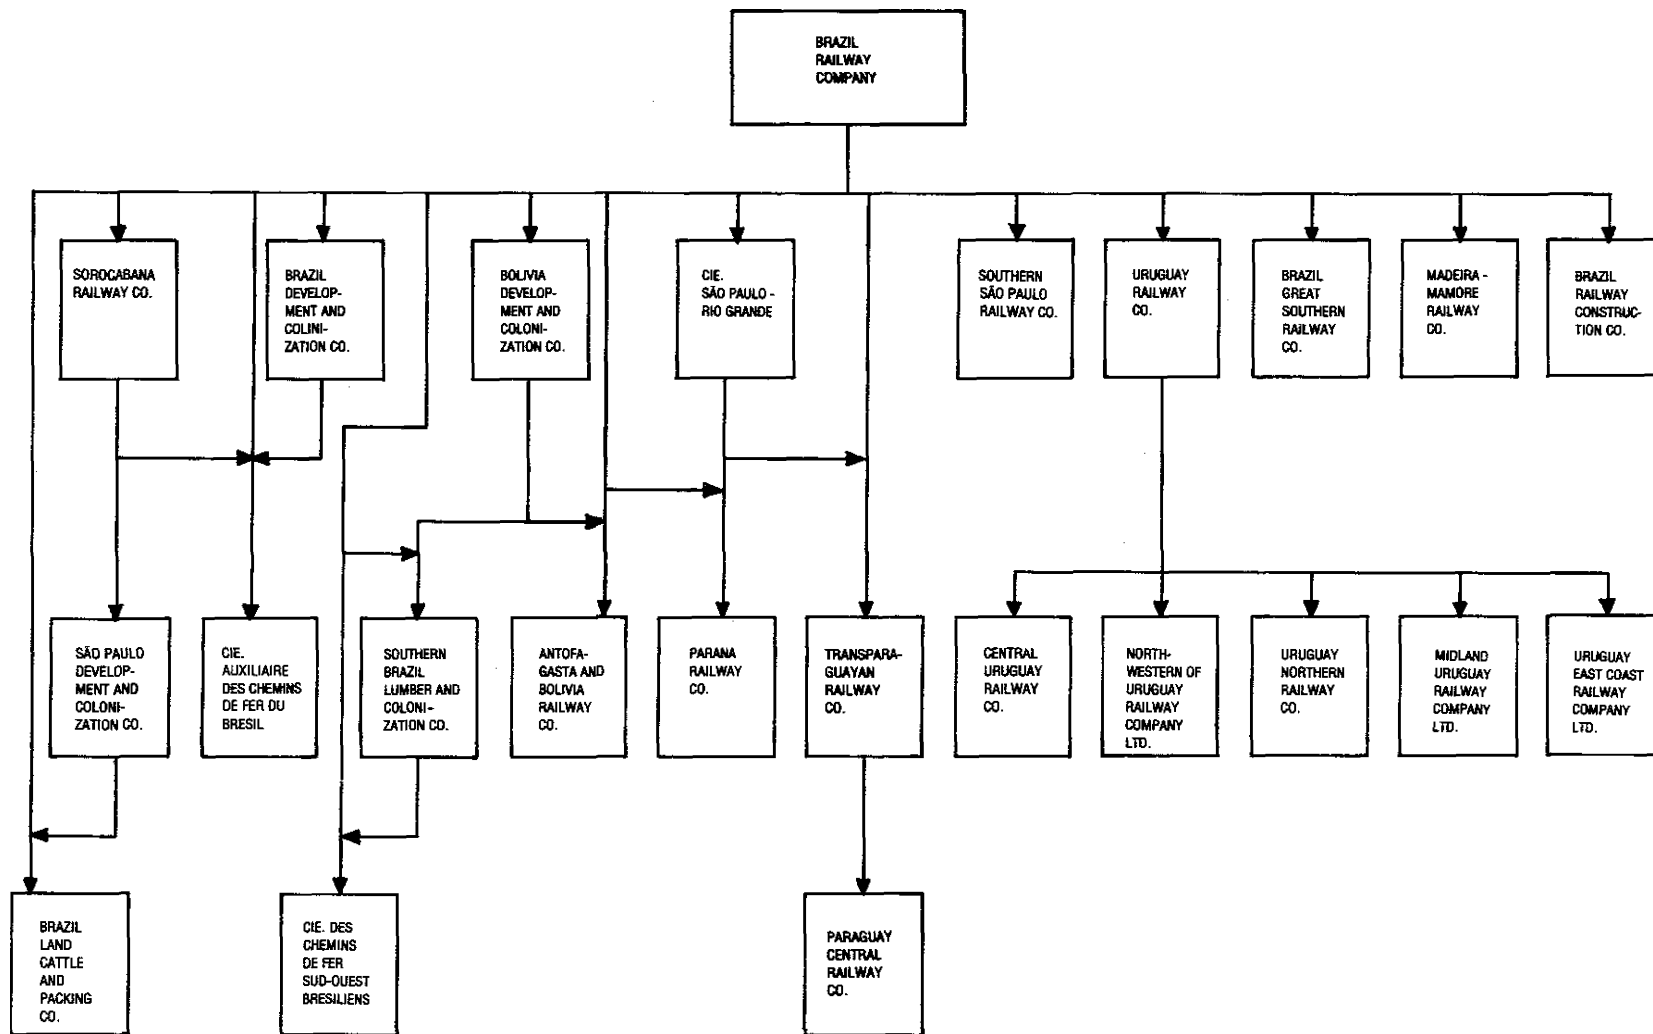 BRAZIL
RAILWAY
COMPANY
SOROCABANA
RAILWAY CO.
BRAZIL
DEVELOP-
MENT AND
COLINI-
ZATION CO.
BOLIVIA
DEVELOP-
MENT AND
COLONI-
ZATION CO.
CIE.
SÃO PAULO -
RIO GRANDE
SOUTHERN
SÃO PAULO
RAILWAY CO.
URUGUAY
RAILWAY
CO.
BRAZIL
GREAT
SOUTHERN
RAILWAY
CO.
MADEIRA -
MAMORE
RAILWAY
CO.
BRAZIL
RAILWAY
CONSTRUC-
TION CO.
SÃO PAULO
DEVELOP-
MENT AND
COLONI-
ZATION CO.
CIE.
AUXILIAIRE
DES CHEMINS
DE FER DU
BRESIL
SOUTHERN
BRAZIL
LUMBER AND
COLONI-
ZATION CO.
ANTOFA-
GASTA AND
BOLIVIA
RAILWAY CO.
PARANA
RAILWAY
CO.
TRANSPARA-
GUAYAN
RAILWAY
CO.
CENTRAL
URUGUAY
RAILWAY
CO.
NORTH-
WESTERN OF
URUGUAY
RAILWAY
COMPANY
LTD.
URUGUAY
NORTHERN
RAILWAY
CO.
MIDLAND
URUGUAY
RAILWAY
COMPANY
LTD.
URUGUAY
EAST COAST
RAILWAY
COMPANY
LTD.
BRAZIL
LAND
CATTLE
AND
PACKING
CO.
CIE. DES
CHEMINS
DE FER
SUD-OUEST
BRESILIENS
PARAGUAY
CENTRAL
RAILWAY
CO.